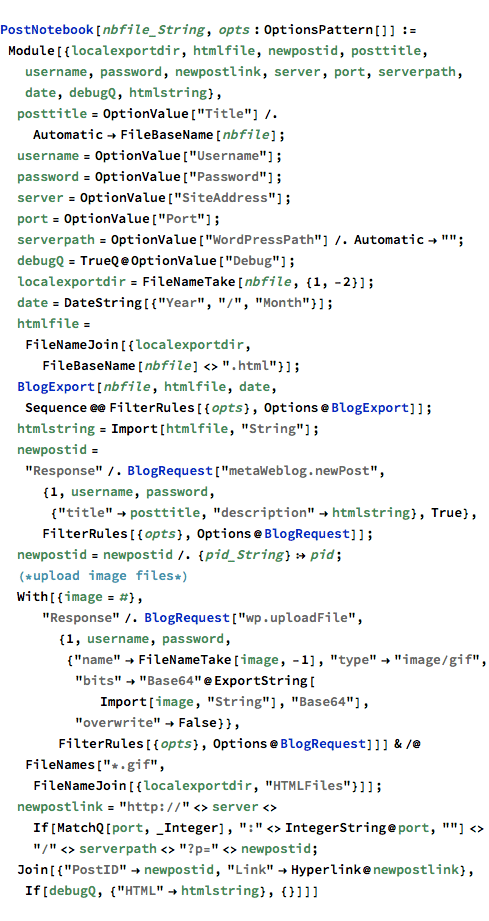 PostNotebook[nbfile_String, opts : OptionsPattern[]] :=
Module[{localexportdir, htmlfile, newpostid, posttitle,
username, password, newpostlink, server, port, serverpath,
date, debugQ, htmlstring},
posttitle = OptionValue["Title"] /.
Automatic → FileBaseName[nbfile];
username = OptionValue["Username"];
password = OptionValue["Password"];
server = OptionValue["SiteAddress"];
port = OptionValue["Port"];
serverpath = OptionValue["WordPressPath"] /. Automatic → "";
debugQ = TrueQ@OptionValue["Debug"];
localexportdir = FileNameTake[nbfile, {1, -2}];
date = DateString[{"Year", "/", "Month"}];
htmlfile =
FileNameJoin[{localexportdir,
FileBaseName[nbfile] <> ".html"}];
BlogExport[nbfile, htmlfile, date,
Sequence @@ FilterRules[{opts}, Options@BlogExport]];
htmlstring = Import[htmlfile, "String"];
newpostid =
"Response" /. BlogRequest["metaWeblog.newPost",
{1, username, password,
{"title" → posttitle, "description" → htmlstring}, True},
FilterRules[{opts}, Options@BlogRequest]];
newpostid = newpostid /. {pid_String} ⧴ pid;
(*upload image files*)
With[{image = #},
"Response" /. BlogRequest["wp.uploadFile",
{1, username, password,
{"name" → FileNameTake[image, -1], "type" → "image/gif",
"bits" → "Base64"@ExportString[
Import[image, "String"], "Base64"],
"overwrite" → False}},
FilterRules[{opts}, Options@BlogRequest]]] & /@
FileNames["*.gif",
FileNameJoin[{localexportdir, "HTMLFiles"}]];
newpostlink = "http://" <> server <>
If[MatchQ[port, _Integer], ":" <> IntegerString@port, ""] <>
"/" <> serverpath <> "?p=" <> newpostid;
Join[{"PostID" → newpostid, "Link" → Hyperlink@newpostlink},
If[debugQ, {"HTML" → htmlstring}, {}]]]